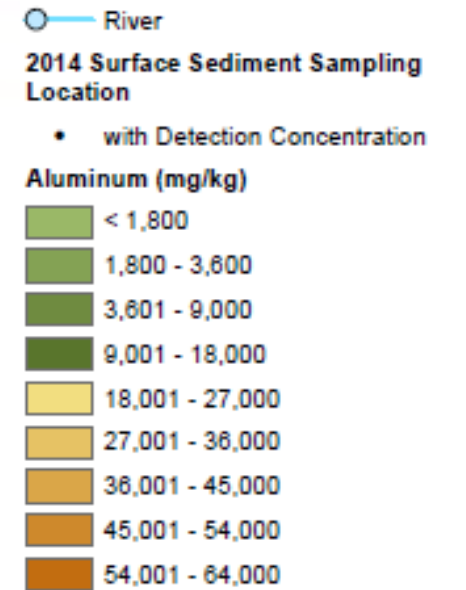 River
2014 Surface Sediment Sampling
Location
• with Detection Concentration
Aluminum (mg/kg)
< 1,800
1,800 - 3,600
3,601 - 9,000
9,001 - 18,000
18,001 - 27,000
27,001 - 36,000
36,001 - 45,000
45,001 - 54,000
54,001 - 64,000